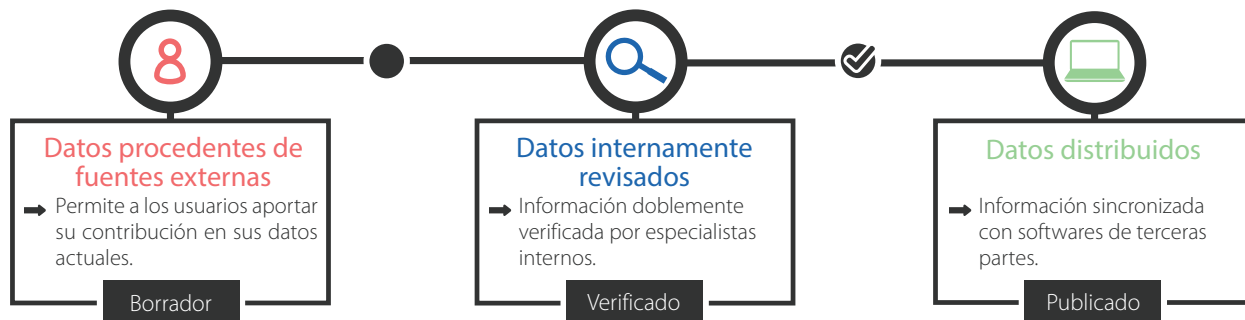 Datos procedentes de
fuentes externas
Permite a los usuarios aportar
su contribución en sus datos
actuales.
Borrador
Datos internamente
revisados
Información doblemente
verificada por especialistas
internos.
Verificado
Datos distribuidos
Información sincronizada
con softwares de terceras
partes.
Publicado